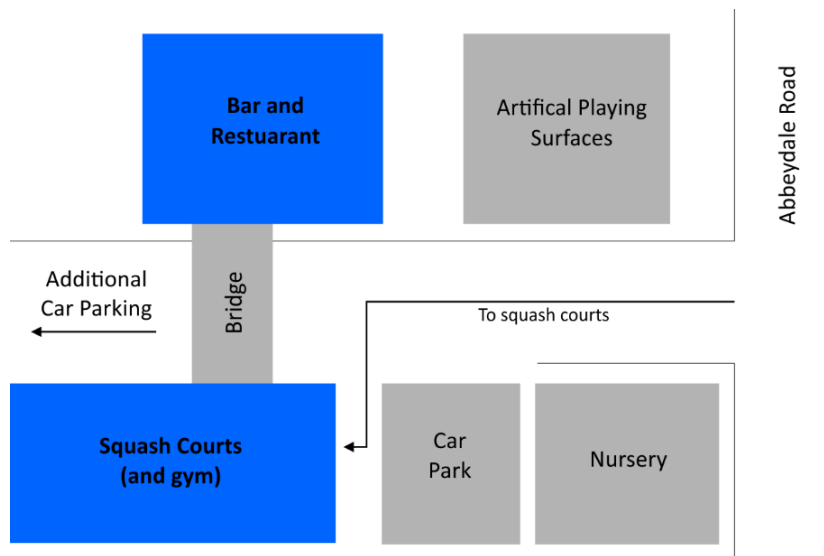 Bar and
Restuarant
Artifical Playing
Surfaces
Abbeydale Road
Additional
Car Parking
Bridge
To squash courts
Squash Courts
(and gym)
Car
Park
Nursery